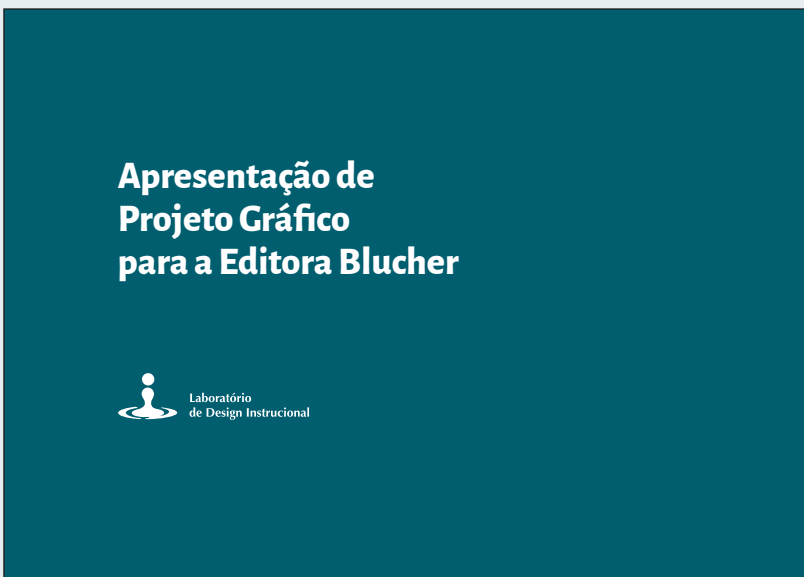 Apresentação de
Projeto Gráfico
para a Editora Blucher
Laboratório
de Design Instrucional